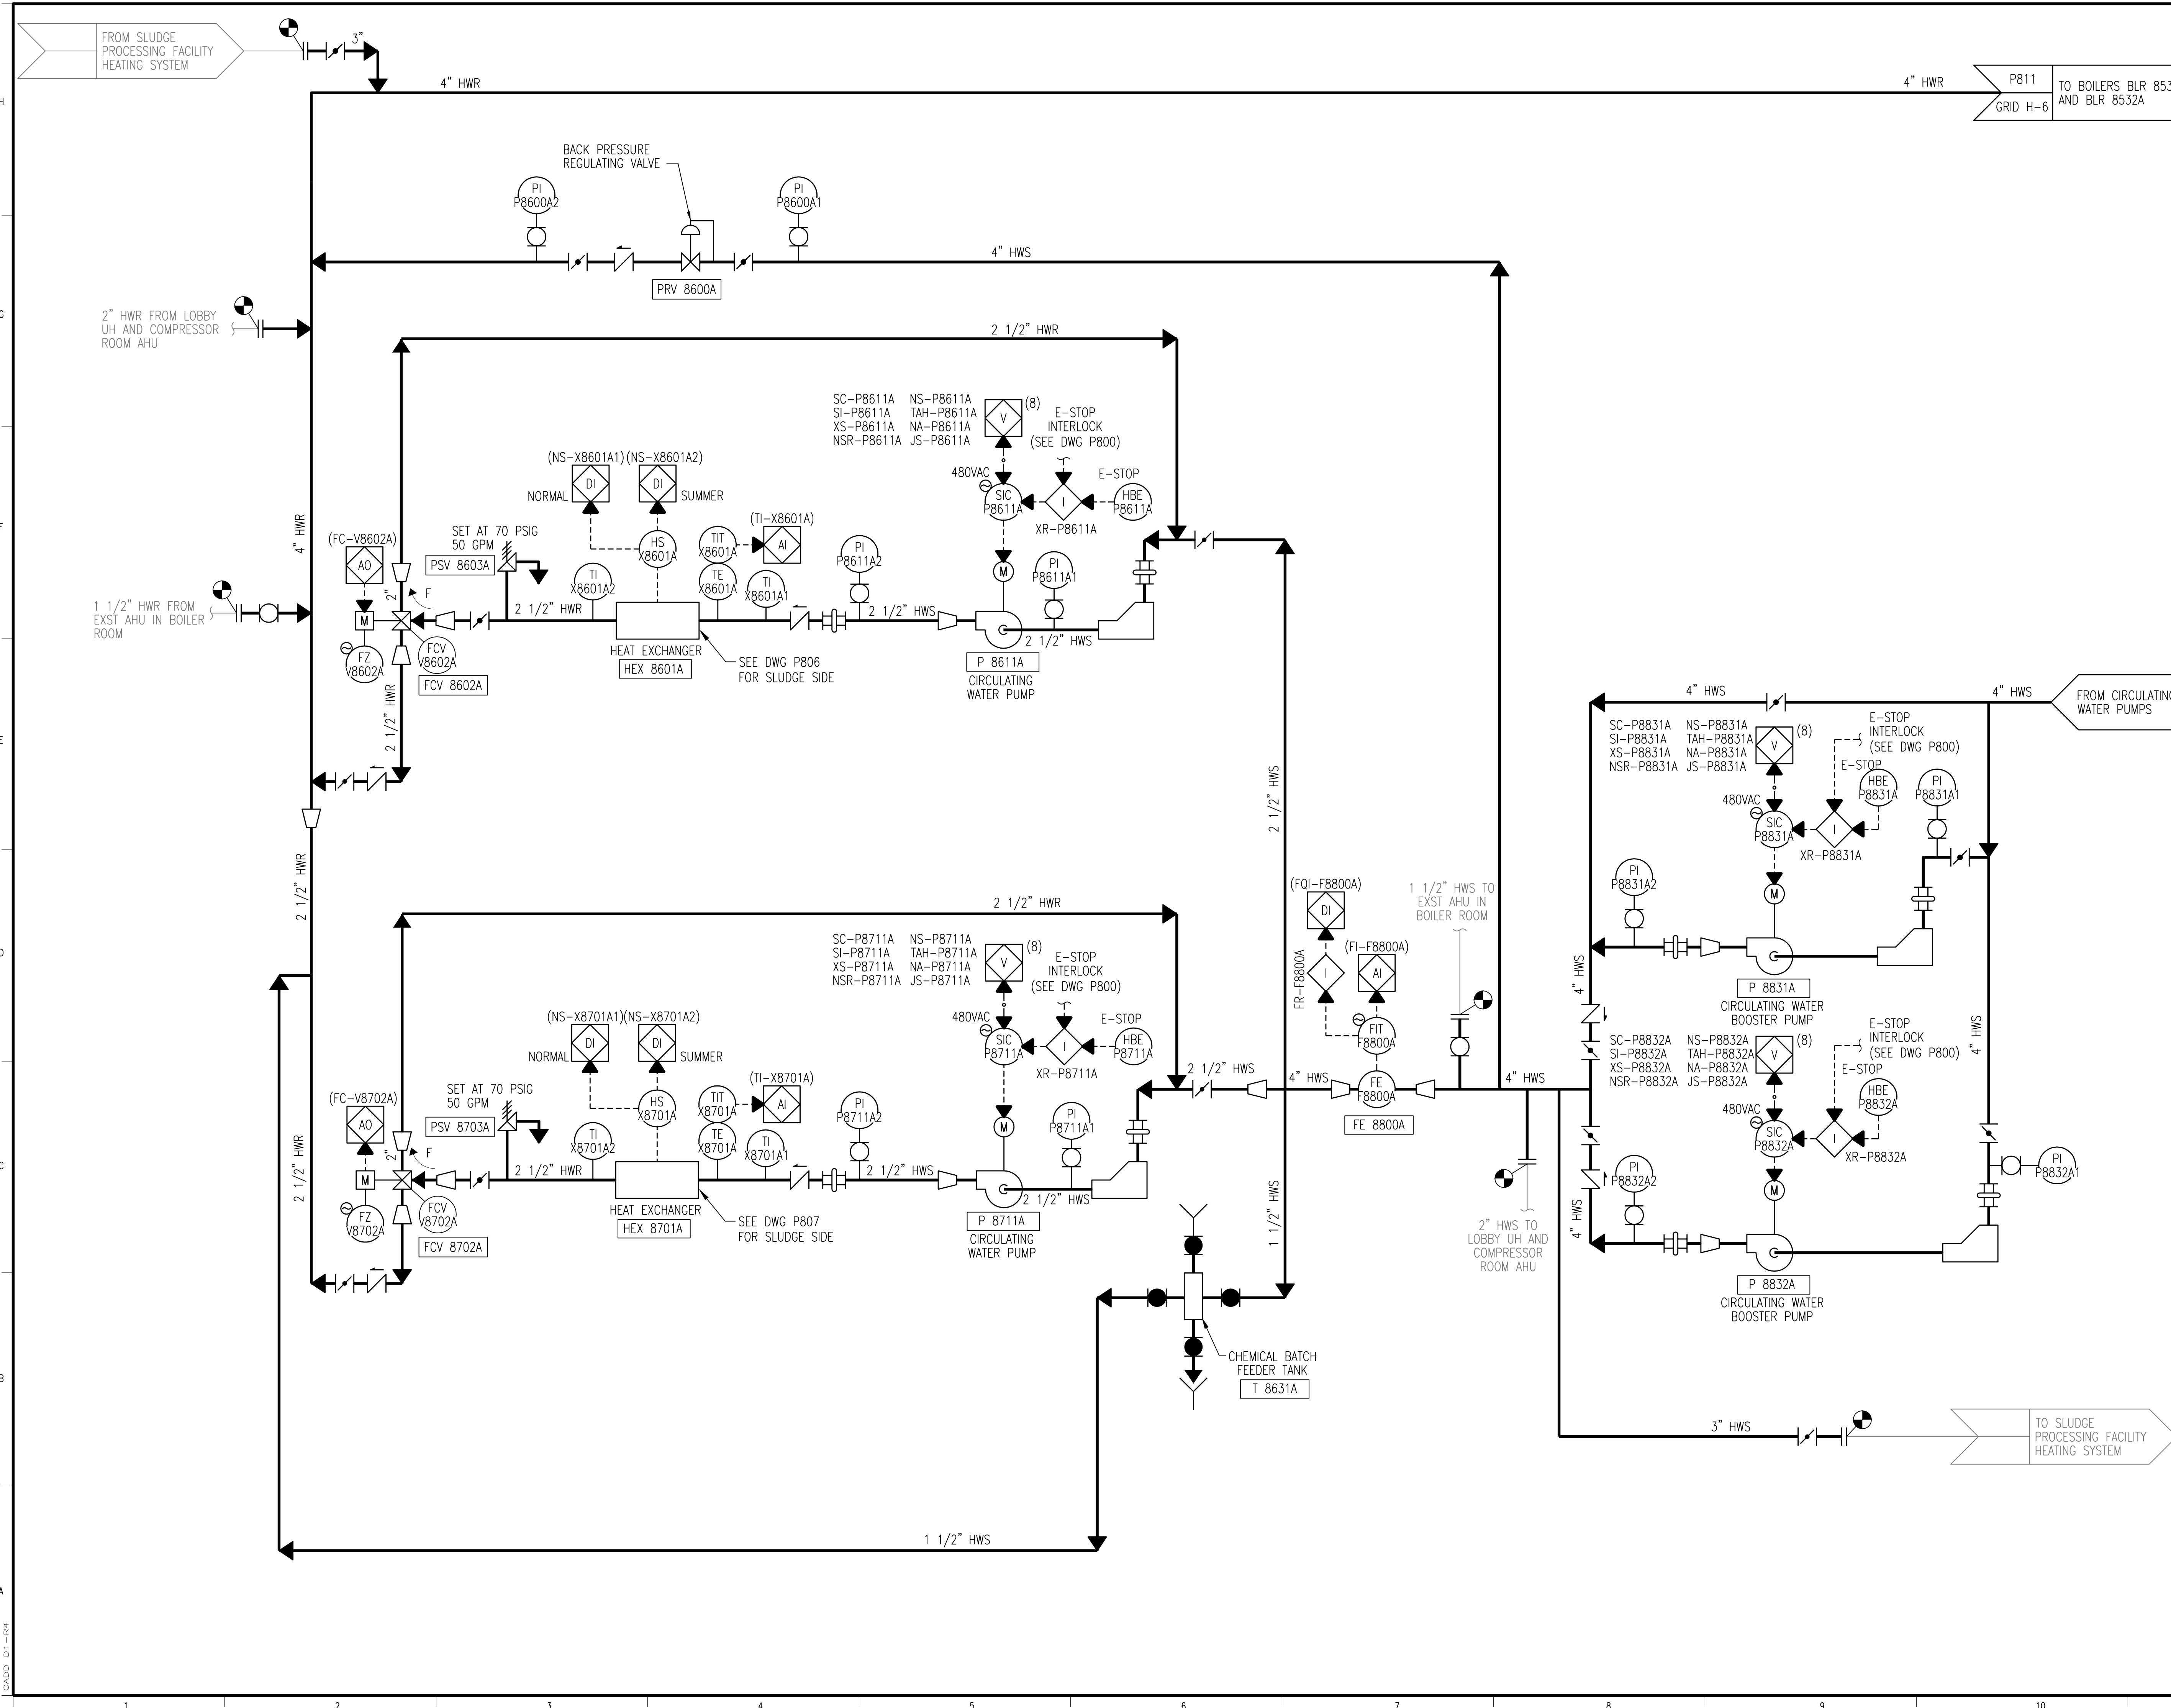 FROM SLUDGE
PROCESSING FACILITY
HEATING SYSTEM
3"
4" HWR
4" HWR
P811
GRID H-6
TO BOILERS BLR
AND BLR 8532A
BACK PRESSURE
REGULATING VALVE
PI
P8600A2
PI
P8600A1
4" HWS
PRV 8600A
2" HWR FROM LOBBY
UH AND COMPRESSOR
ROOM AHU
2 1/2" HWR
SC-P8611A NS-P8611A
SI-P8611A TAH-P8611A
XS-P8611A NA-P8611A
NSR-P8611A JS-P8611A
V
(8)
E-STOP
INTERLOCK
(SEE DWG P800)
480VAC
E-STOP
SIC
P8611A
I
HBE
P8611A
XR-P8611A
(NS-X8601A1)
(NS-X8601A2)
DI
DI
NORMAL
SUMMER
4" HWR
(FC-V8602A)
AO
SET AT 70 PSIG
50 GPM
PSV 8603A
HS
X8601A
TIT
X8601A
(TI-X8601A)
AI
PI
P8611A2
TI
X8601A2
TE
X8601A
TI
X8601A1
M
PI
P8611A1
F
2"
1 1/2" HWR FROM
EXST AHU IN BOILER
ROOM
2 1/2" HWR
2 1/2" HWS
2 1/2" HWS
M
FCV
V8602A
FZ
V8602A
FCV 8602A
HEAT EXCHANGER
HEX 8601A
SEE DWG P806
FOR SLUDGE SIDE
C
P 8611A
CIRCULATING
WATER PUMP
2 1/2" HWR
2 1/2" HWS
4" HWS
4" HWS
FROM CIRCULATING
WATER PUMPS
SC-P8831A NS-P8831A
SI-P8831A TAH-P8831A
XS-P8831A NA-P8831A
NSR-P8831A JS-P8831A
V
(8)
E-STOP
INTERLOCK
(SEE DWG P800)
E-STOP
480VAC
HBE
P8831A
PI
P8831A1
SIC
P8831A
I
XR-P8831A
PI
P8831A2
M
C
P 8831A
CIRCULATING WATER
BOOSTER PUMP
4" HWS
2 1/2" HWR
2 1/2" HWR
SC-P8711A NS-P8711A
SI-P8711A TAH-P8711A
XS-P8711A NA-P8711A
NSR-P8711A JS-P8711A
V
(8)
E-STOP
INTERLOCK
(SEE DWG P800)
480VAC
E-STOP
SIC
P8711A
I
HBE
P8711A
XR-P8711A
(FQI-F8800A)
DI
(FI-F8800A)
AI
I
FR-F8800A
1 1/2" HWS TO
EXST AHU IN
BOILER ROOM
FIT
F8800A
FE
F8800A
FE 8800A
2 1/2" HWS
4" HWS
4" HWS
(NS-X8701A1)
(NS-X8701A2)
DI
DI
NORMAL
SUMMER
(FC-V8702A)
AO
SET AT 70 PSIG
50 GPM
PSV 8703A
HS
X8701A
TIT
X8701A
(TI-X8701A)
AI
PI
P8711A2
TI
X8701A2
TE
X8701A
TI
X8701A1
M
PI
P8711A1
F
2"
2 1/2" HWR
2 1/2" HWR
2 1/2" HWS
2 1/2" HWS
M
FCV
V8702A
FZ
V8702A
FCV 8702A
HEAT EXCHANGER
HEX 8701A
SEE DWG P807
FOR SLUDGE SIDE
C
P 8711A
CIRCULATING
WATER PUMP
1 1/2" HWS
CHEMICAL BATCH
FEEDER TANK
T 8631A
2" HWS TO
LOBBY UH AND
COMPRESSOR
ROOM AHU
SC-P8832A NS-P8832A
SI-P8832A TAH-P8832A
XS-P8832A NA-P8832A
NSR-P8832A JS-P8832A
V
(8)
E-STOP
INTERLOCK
(SEE DWG P800)
E-STOP
4" HWS
480VAC
HBE
P8832A
SIC
P8832A
I
XR-P8832A
PI
P8832A2
PI
P8832A1
M
C
4" HWS
P 8832A
CIRCULATING WATER
BOOSTER PUMP
3" HWS
TO SLUDGE
PROCESSING FACILITY
HEATING SYSTEM
1 1/2" HWS
CADD D1-R4
1 2 3 4 5 6 7 8 9 10